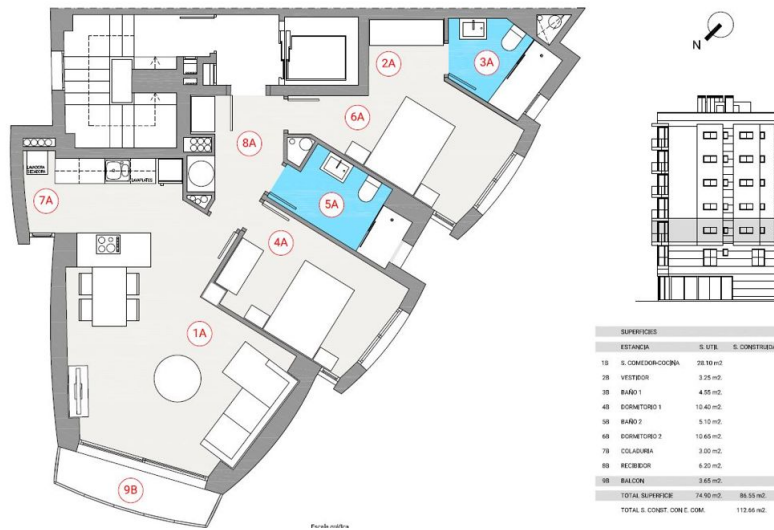 N
2A
3A
6A
8A
5A
7A
LAVADORA
SECADORA
LAVAPLATOS
4A
1A
9B
Escala gráfica
SUPERFICIES
ESTANCIA S. UTIL S. CONSTRUIDA
1B S. COMEDOR-COCINA 28.10 m2.
2B VESTIDOR 3.25 m2.
3B BAÑO 1 4.55 m2.
4B DORMITORIO 1 10.40 m2.
5B BAÑO 2 5.10 m2.
6B DORMITORIO 2 10.65 m2.
7B COLADURIA 3.00 m2.
8B RECIBIDOR 6.20 m2.
9B BALCON 3.65 m2.
TOTAL SUPERFICIE 74.90 m2. 86.55 m2.
TOTAL S. CONST. CON E. COM. 112.66 m2.